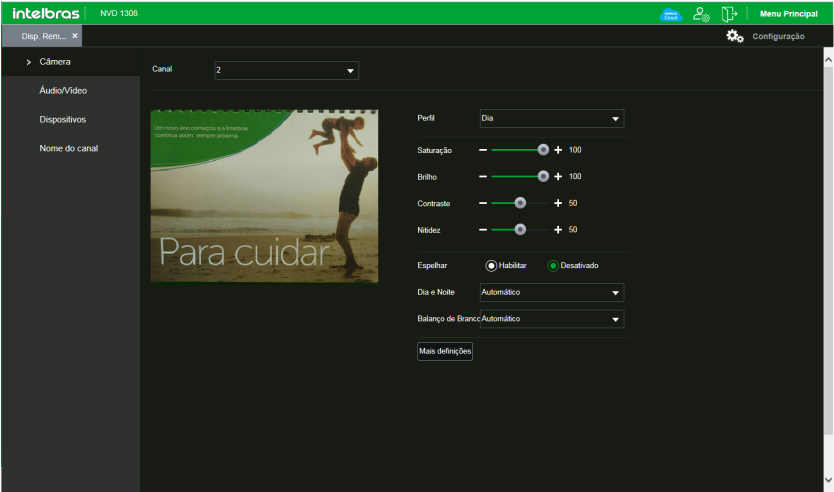 intelbras NVD 1308 Menu Principal
Disp. Rem... × Configuração
> Câmera
Áudio/Vídeo
Dispositivos
Nome do canal
Canal 2
Um novo ano começou e a Intelbras
continua assim: sempre próxima.
Para cuidar
Perfil Dia
Saturação - + 100
Brilho - + 100
Contraste - + 50
Nitidez - + 50
Espelhar Habilitar Desativado
Dia e Noite Automático
Balanço de Branco Automático
Mais definições